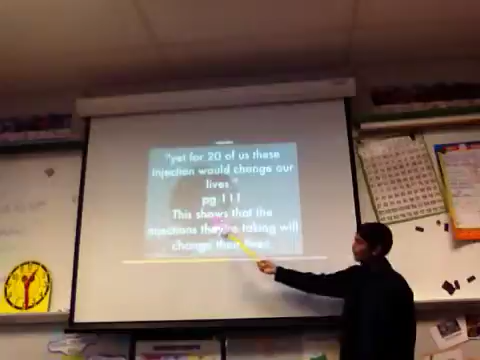 "yet for 20 of us these
injection would change our
lives."
pg 111
This shows that the
injections they're taking will
change their lives.